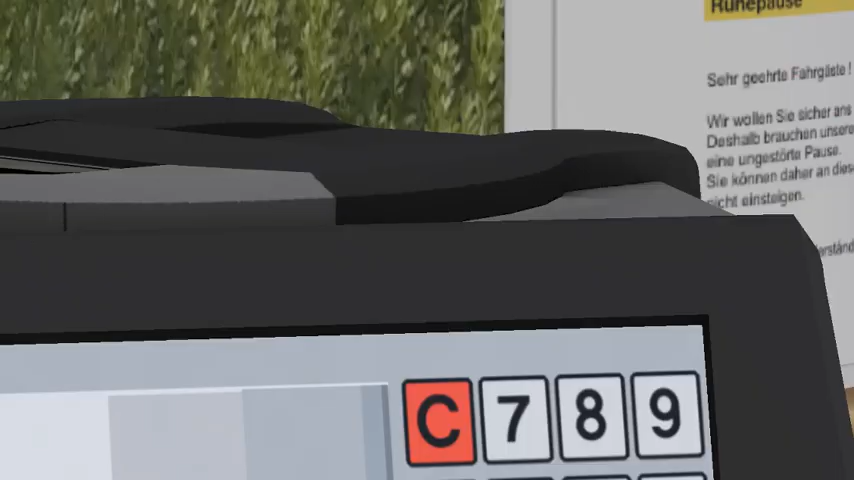 Ruhepause
Sehr geehrte Fahrgäste!
Wir wollen Sie sicher ans
Deshalb brauchen unsere
eine ungestörte Pause.
Sie können daher an dies
nicht einsteigen.
C 7 8 9